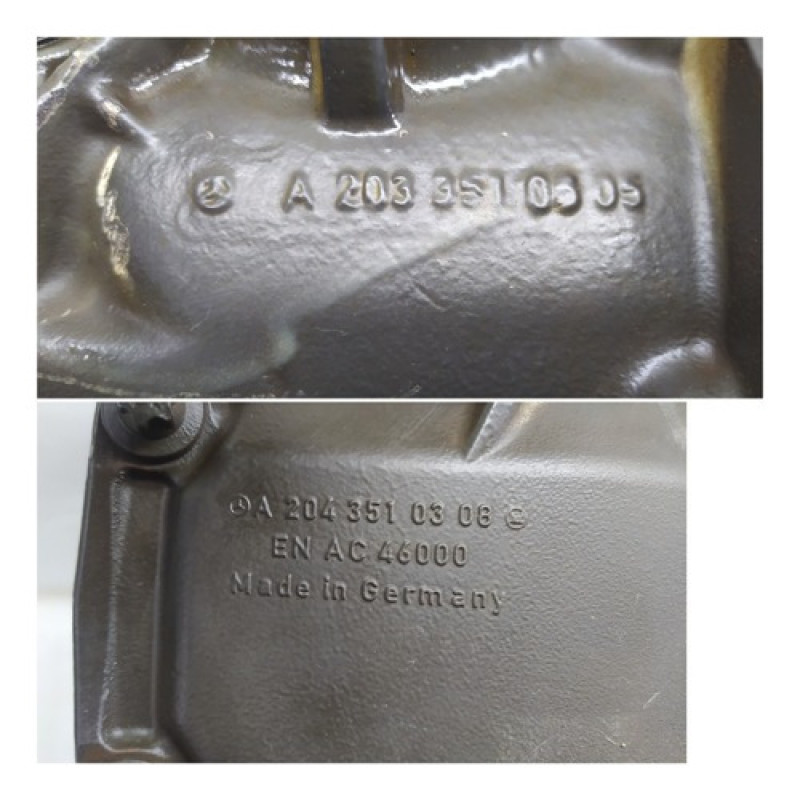 A 203 351 05 05
A 204 351 03 08
EN AC 46000
Made in Germany